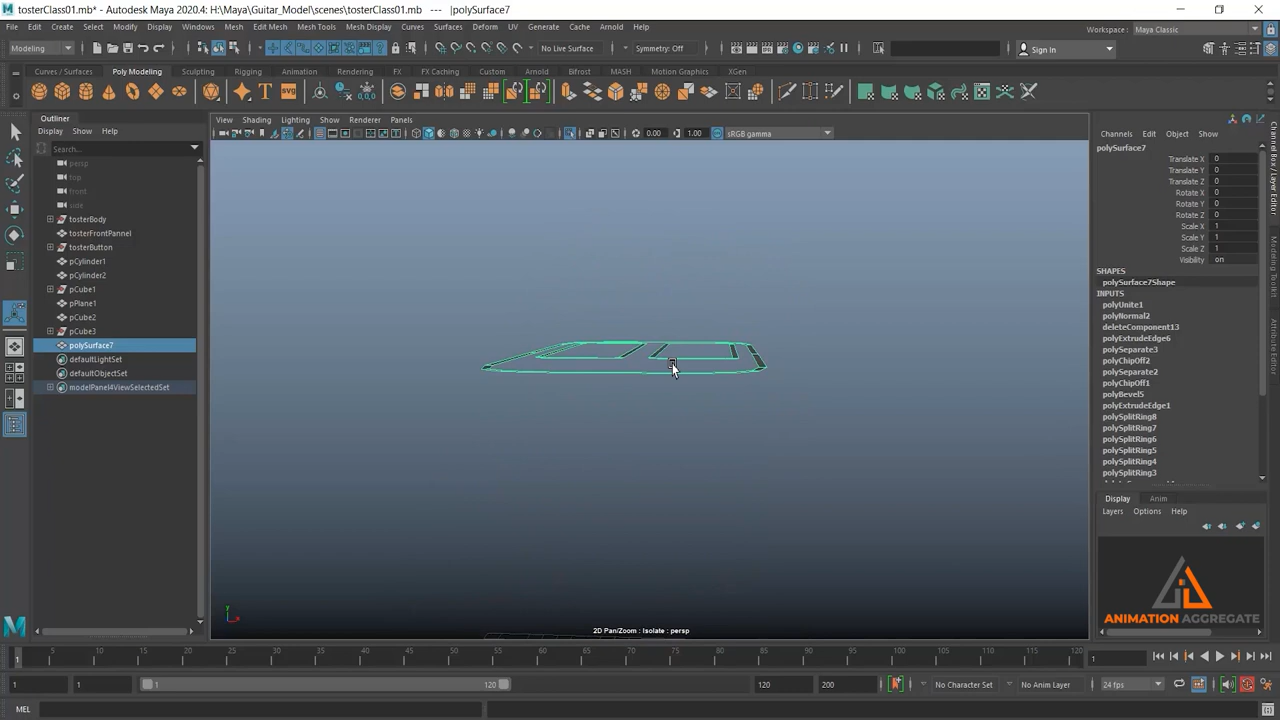 tosterClass01.mb* - Autodesk Maya 2020.4: H:\Maya\Guitar_Model\scenes\tosterClass01.mb --- |polySurface7
File Edit Create Select Modify Display Windows Mesh Edit Mesh Mesh Tools Mesh Display Curves Surfaces Deform UV Generate Cache Arnold Help
Workspace : Maya Classic
Modeling No Live Surface Symmetry: Off Sign In
Curves / Surfaces Poly Modeling Sculpting Rigging Animation Rendering FX FX Caching Custom Arnold Bifrost MASH Motion Graphics XGen
Outliner
Display Show Help
Search...
persp
top
front
side
tosterBody
tosterFrontPannel
tosterButton
pCylinder1
pCylinder2
pCube1
pPlane1
pCube2
pCube3
polySurface7
defaultLightSet
defaultObjectSet
modelPanel4ViewSelectedSet
View Shading Lighting Show Renderer Panels
0.00 1.00 sRGB gamma
2D Pan/Zoom : Isolate : persp
y
x
Channels Edit Object Show
polySurface7
Translate X 0
Translate Y 0
Translate Z 0
Rotate X 0
Rotate Y 0
Rotate Z 0
Scale X 1
Scale Y 1
Scale Z 1
Visibility on
SHAPES
polySurface7Shape
INPUTS
polyUnite1
polyNormal2
deleteComponent13
polyExtrudeEdge6
polySeparate3
polyChipOff2
polySeparate2
polyChipOff1
polyBevel5
polyExtrudeEdge1
polySplitRing8
polySplitRing7
polySplitRing6
polySplitRing5
polySplitRing4
polySplitRing3
Display Anim
Layers Options Help
ANIMATION AGGREGATE
Channel Box / Layer Editor
Modeling Toolkit
Attribute Editor
5 10 15 20 25 30 35 40 45 50 55 60 65 70 75 80 85 90 95 100 105 110 115 120
1 1
1 1 1 120 120 200 No Character Set No Anim Layer 24 fps
MEL